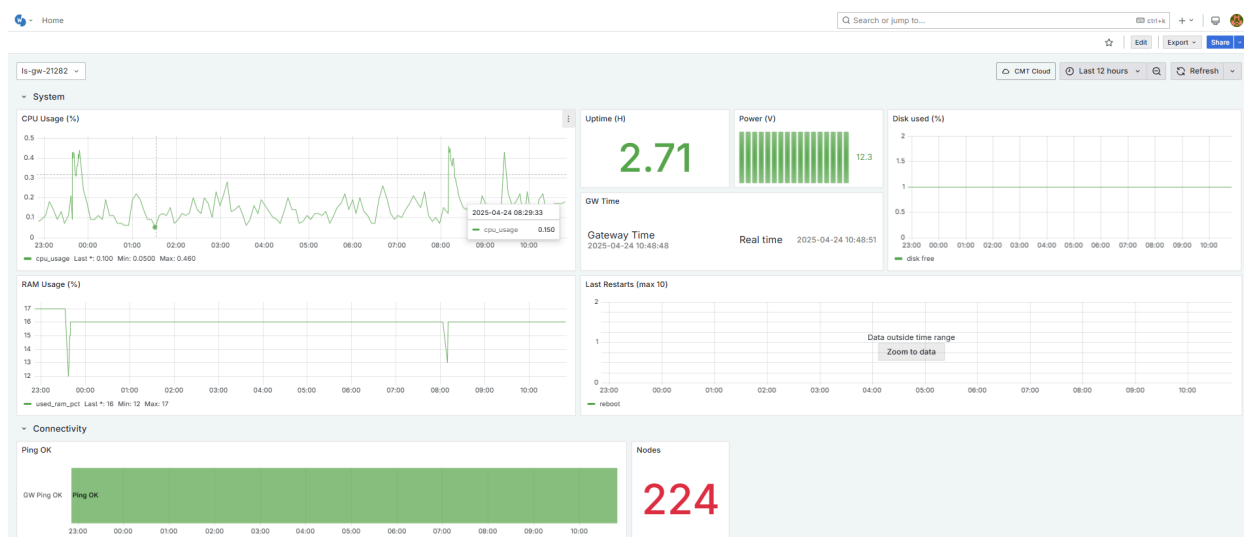 Home
Search or jump to...
ctrl+k
Edit
Export
Share
ls-gw-21282
CMT Cloud
Last 12 hours
Refresh
System
CPU Usage (%)
0.5
0.4
0.3
0.2
0.1
0
23:00 00:00 01:00 02:00 03:00 04:00 05:00 06:00 07:00 08:00 09:00 10:00
cpu_usage Last *: 0.100 Min: 0.0500 Max: 0.460
2025-04-24 08:29:33
cpu_usage 0.150
Uptime (H)
2.71
Power (V)
12.3
GW Time
Gateway Time
2025-04-24 10:48:48
Real time 2025-04-24 10:48:51
Disk used (%)
2
1.5
1
0.5
0
23:00 00:00 01:00 02:00 03:00 04:00 05:00 06:00 07:00 08:00 09:00 10:00
disk free
RAM Usage (%)
17
16
15
14
13
12
23:00 00:00 01:00 02:00 03:00 04:00 05:00 06:00 07:00 08:00 09:00 10:00
used_ram_pct Last *: 16 Min: 12 Max: 17
Last Restarts (max 10)
2
1
0
Data outside time range
Zoom to data
23:00 00:00 01:00 02:00 03:00 04:00 05:00 06:00 07:00 08:00 09:00 10:00
reboot
Connectivity
Ping OK
GW Ping OK
Ping OK
23:00 00:00 01:00 02:00 03:00 04:00 05:00 06:00 07:00 08:00 09:00 10:00
Nodes
224